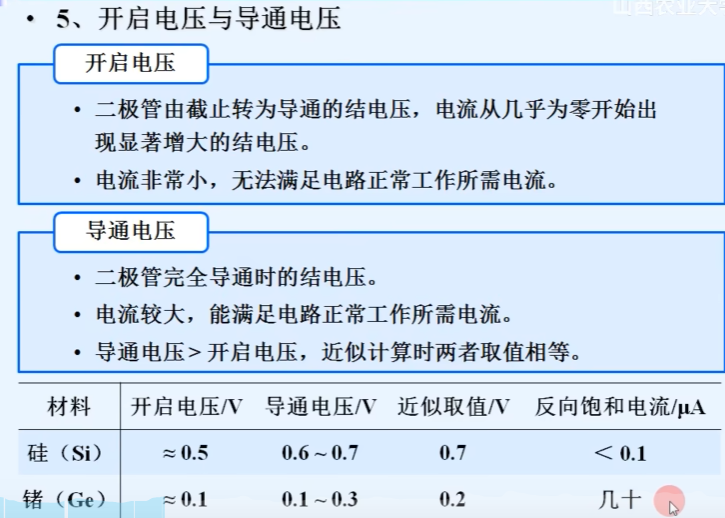 山西农业大学
• 5、开启电压与导通电压
开启电压
• 二极管由截止转为导通的结电压，电流从几乎为零开始出
现显著增大的结电压。
• 电流非常小，无法满足电路正常工作所需电流。
导通电压
• 二极管完全导通时的结电压。
• 电流较大，能满足电路正常工作所需电流。
• 导通电压＞开启电压，近似计算时两者取值相等。
材料 开启电压/V 导通电压/V 近似取值/V 反向饱和电流/μA
硅（Si） ≈0.5 0.6～0.7 0.7 ＜0.1
锗（Ge） ≈0.1 0.1～0.3 0.2 几十